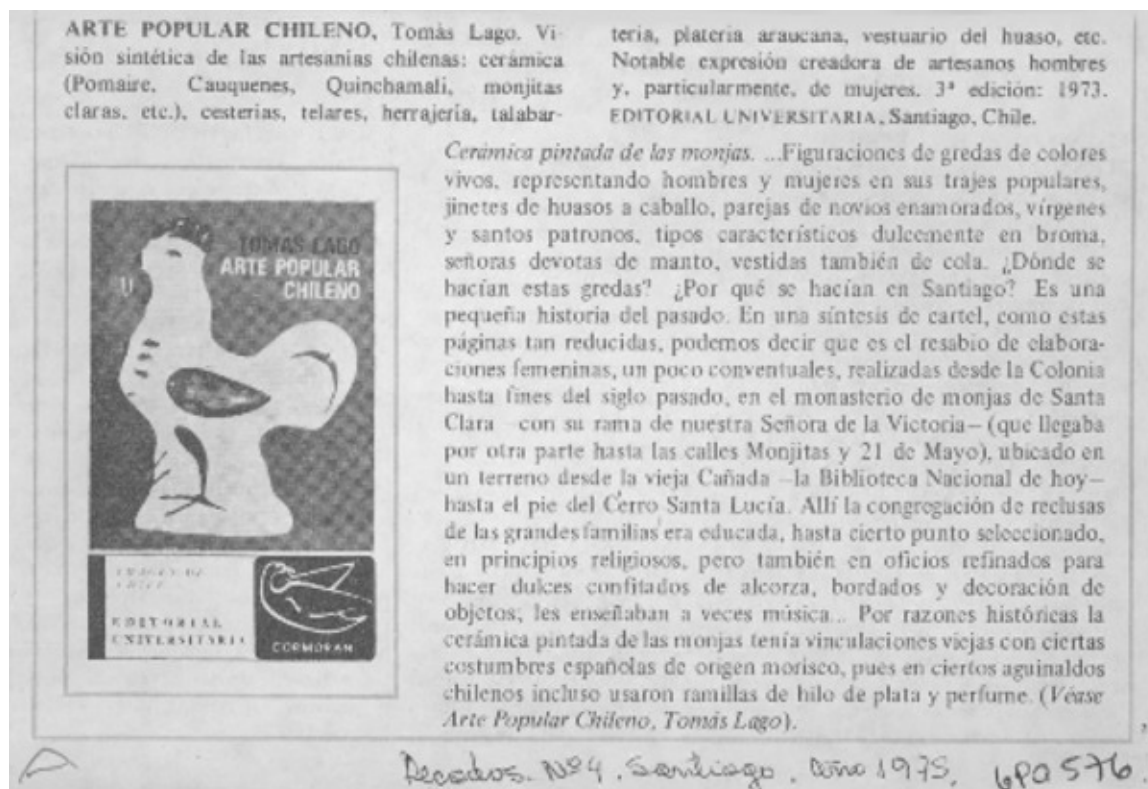 ARTE POPULAR CHILENO, Tomás Lago. Vi-
sión sintética de las artesanías chilenas: cerámica
(Pomaire, Cauquenes, Quinchamalí, monjitas
claras, etc.), cesterías, telares, herrajería, talabar-
tería, platería araucana, vestuario del huaso, etc.
Notable expresión creadora de artesanos hombres
y, particularmente, de mujeres. 3ª edición: 1973.
EDITORIAL UNIVERSITARIA, Santiago, Chile.
TOMAS LAGO
ARTE POPULAR
CHILENO
EDITORIAL
UNIVERSITARIA
CORMORAN
Cerámica pintada de las monjas. ...Figuraciones de gredas de colores
vivos, representando hombres y mujeres en sus trajes populares,
jinetes de huasos a caballo, parejas de novios enamorados, vírgenes
y santos patronos, tipos característicos dulcemente en broma,
señoras devotas de manto, vestidas también de cola. ¿Dónde se
hacían estas gredas? ¿Por qué se hacían en Santiago? Es una
pequeña historia del pasado. En una síntesis de cartel, como estas
páginas tan reducidas, podemos decir que es el resabio de elabora-
ciones femeninas, un poco conventuales, realizadas desde la Colonia
hasta fines del siglo pasado, en el monasterio de monjas de Santa
Clara con su rama de nuestra Señora de la Victoria– (que llegaba
por otra parte hasta las calles Monjitas y 21 de Mayo), ubicado en
un terreno desde la vieja Cañada –la Biblioteca Nacional de hoy–
hasta el pie del Cerro Santa Lucía. Allí la congregación de reclusas
de las grandes familias era educada, hasta cierto punto seleccionado,
en principios religiosos, pero también en oficios refinados para
hacer dulces confitados de alcorza, bordados y decoración de
objetos; les enseñaban a veces música... Por razones históricas la
cerámica pintada de las monjas tenía vinculaciones viejas con ciertas
costumbres españolas de origen morisco, pues en ciertos aguinaldos
chilenos incluso usaron ramillas de hilo de plata y perfume. (Véase
Arte Popular Chileno, Tomás Lago).
Recados. Nº 4, Santiago, año 1975. 6PO 576